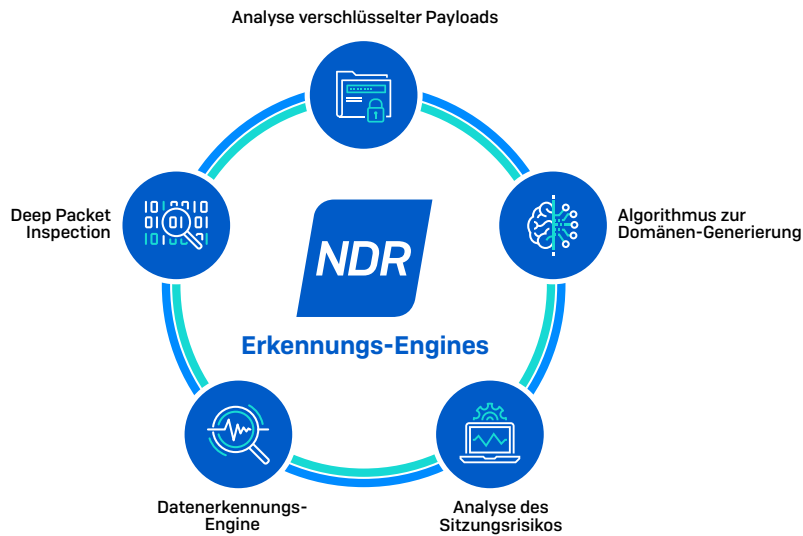 Analyse verschlüsselter Payloads
Deep Packet
Inspection
Algorithmus zur
Domänen-Generierung
NDR
Erkennungs-Engines
Datenerkennungs-
Engine
Analyse des
Sitzungsrisikos